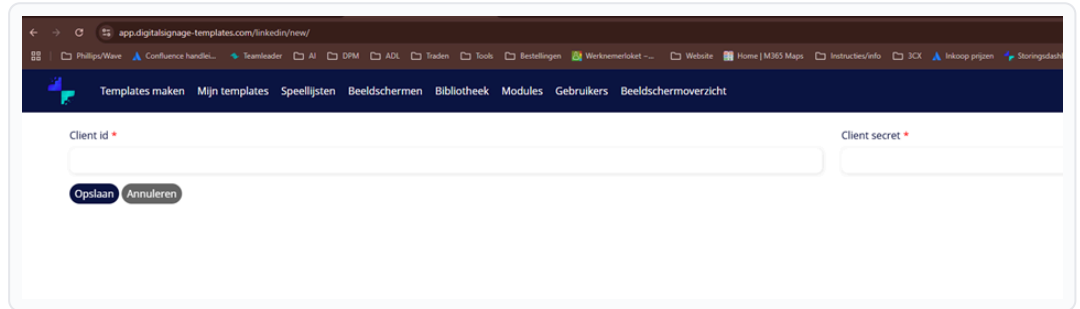 app.digitalsignage-templates.com/linkedin/new/
Philips/Wave Confluence handlei... Teamleader AI DPM ADL Traden Tools Bestellingen Werknemerloket –... Website Home | M365 Maps Instructies/info 3CX Inkoop prijzen Storingsdash
Templates maken Mijn templates Speellijsten Beeldschermen Bibliotheek Modules Gebruikers Beeldschermoverzicht
Client id * Client secret *
Opslaan Annuleren